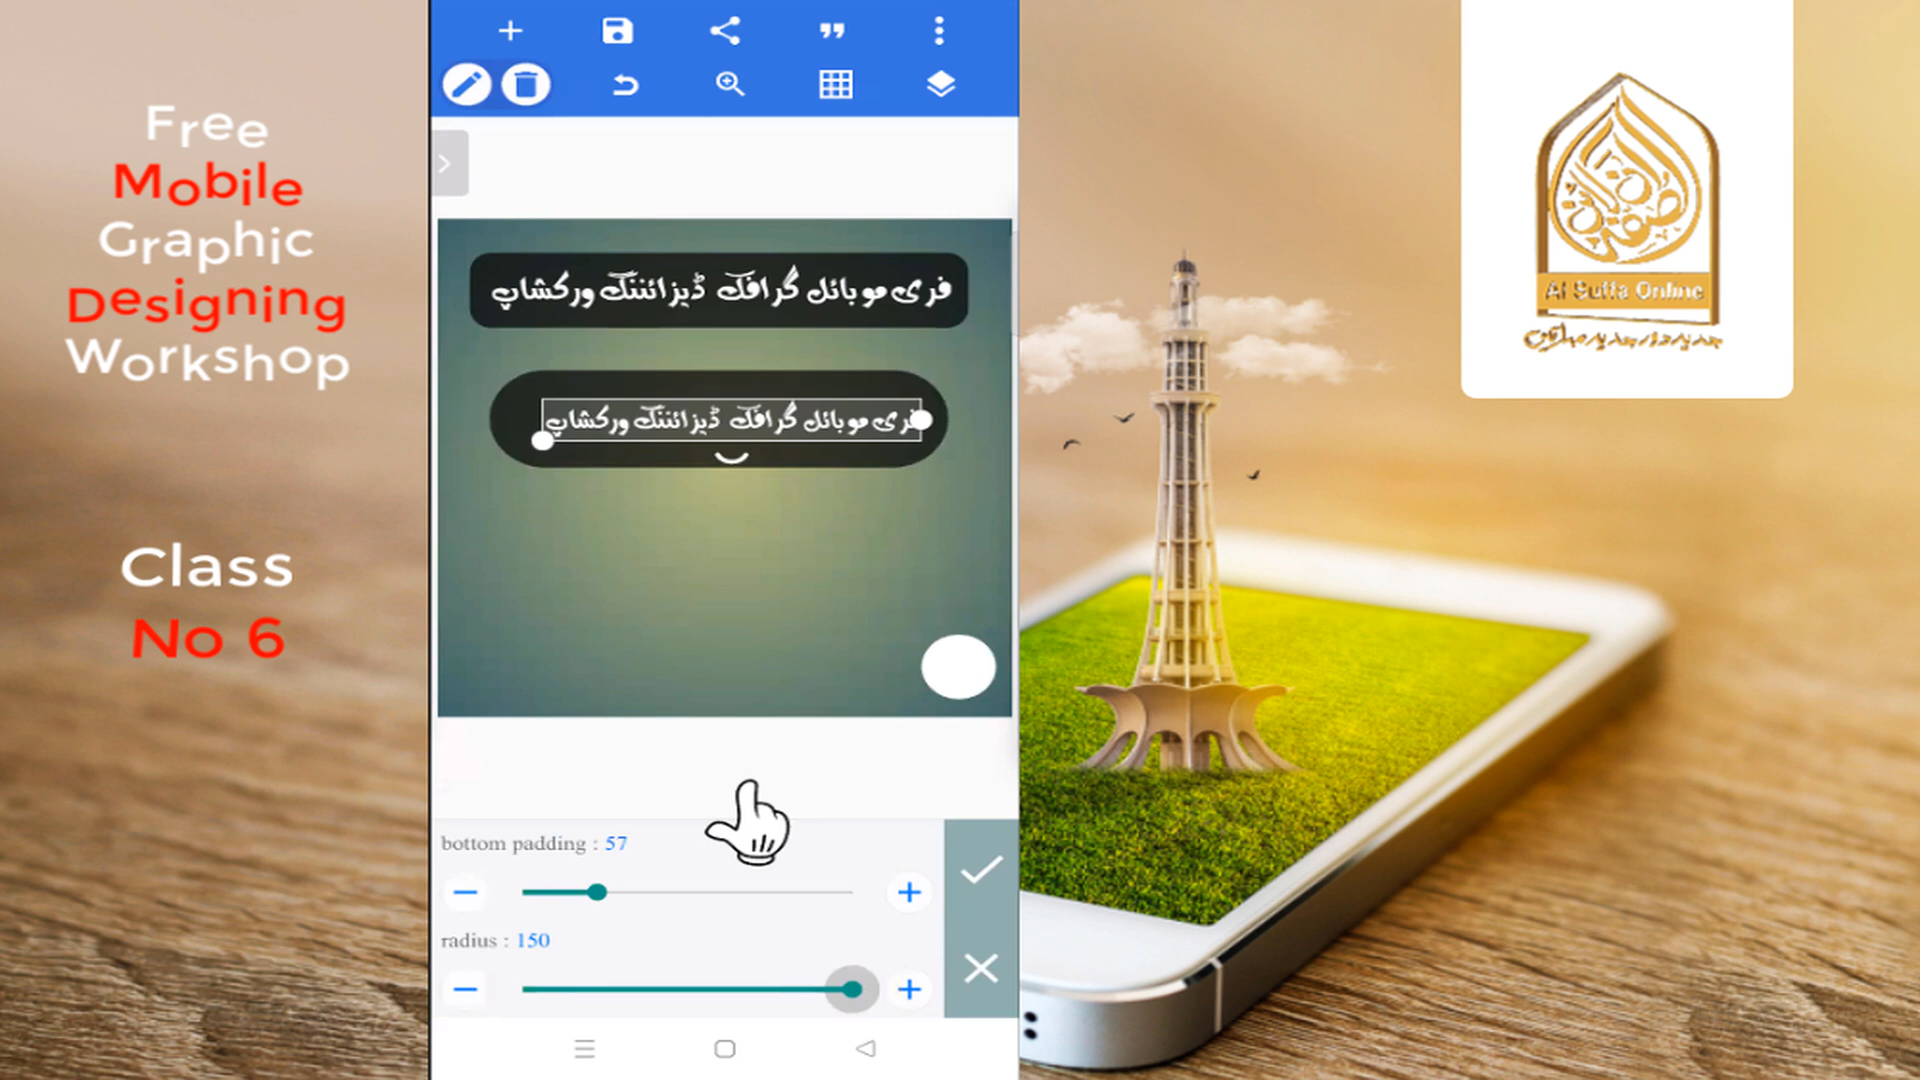 Free
Mobile
Graphic
Designing
Workshop
Class
No 6
فری موبائل گرافک ڈیزائننگ ورکشاپ
فری موبائل گرافک ڈیزائننگ ورکشاپ
bottom padding : 57
radius : 150
Al Suffa Online